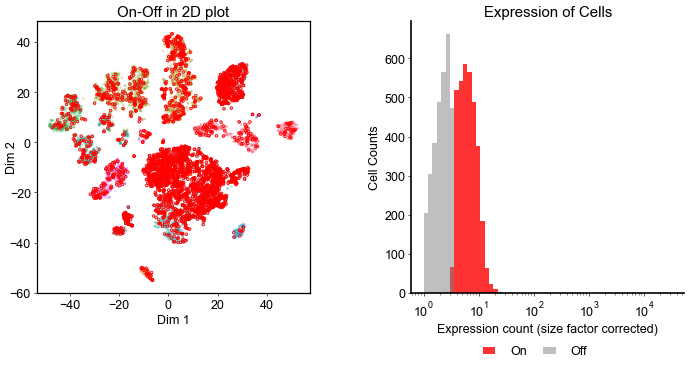 On-Off in 2D plot
Dim 2
40
20
0
−20
−40
−60
−40 −20 0 20 40
Dim 1
Expression of Cells
Cell Counts
600
500
400
300
200
100
0
10^0 10^1 10^2 10^3 10^4
Expression count (size factor corrected)
On Off